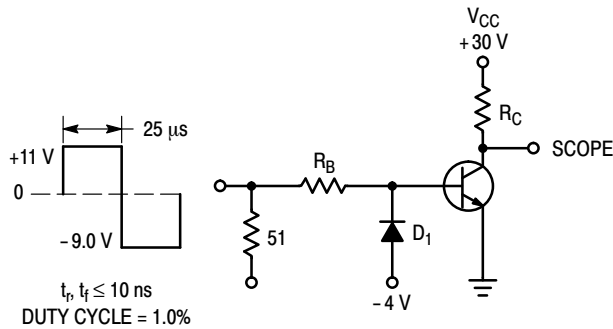 V_CC
+30 V
R_C
25 μs
SCOPE
+11 V
R_B
0
51
D_1
-9.0 V
-4 V
t_r, t_f ≤ 10 ns
DUTY CYCLE = 1.0%